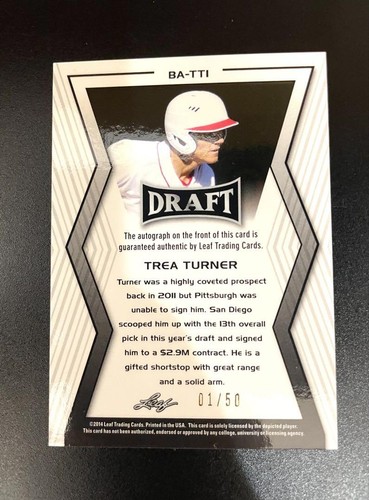 BA-TT1
DRAFT
The autograph on the front of this card is
guaranteed authentic by Leaf Trading Cards.
TREA TURNER
Turner was a highly coveted prospect
back in 2011 but Pittsburgh was
unable to sign him. San Diego
scooped him up with the 13th overall
pick in this year's draft and signed
him to a $2.9M contract. He is a
gifted shortstop with great range
and a solid arm.
Leaf
01/50
©2014 Leaf Trading Cards. Printed in the USA. This card is solely licensed by the depicted player.
This card has not been authorized, endorsed or approved by any college, university or licensing agency.